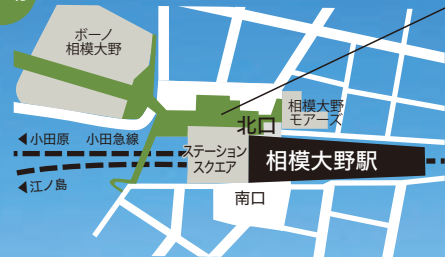 ボーノ
相模大野
北口
相模大野
モアーズ
◀小田原 小田急線
ステーション
スクエア
相模大野駅
◀江ノ島
南口